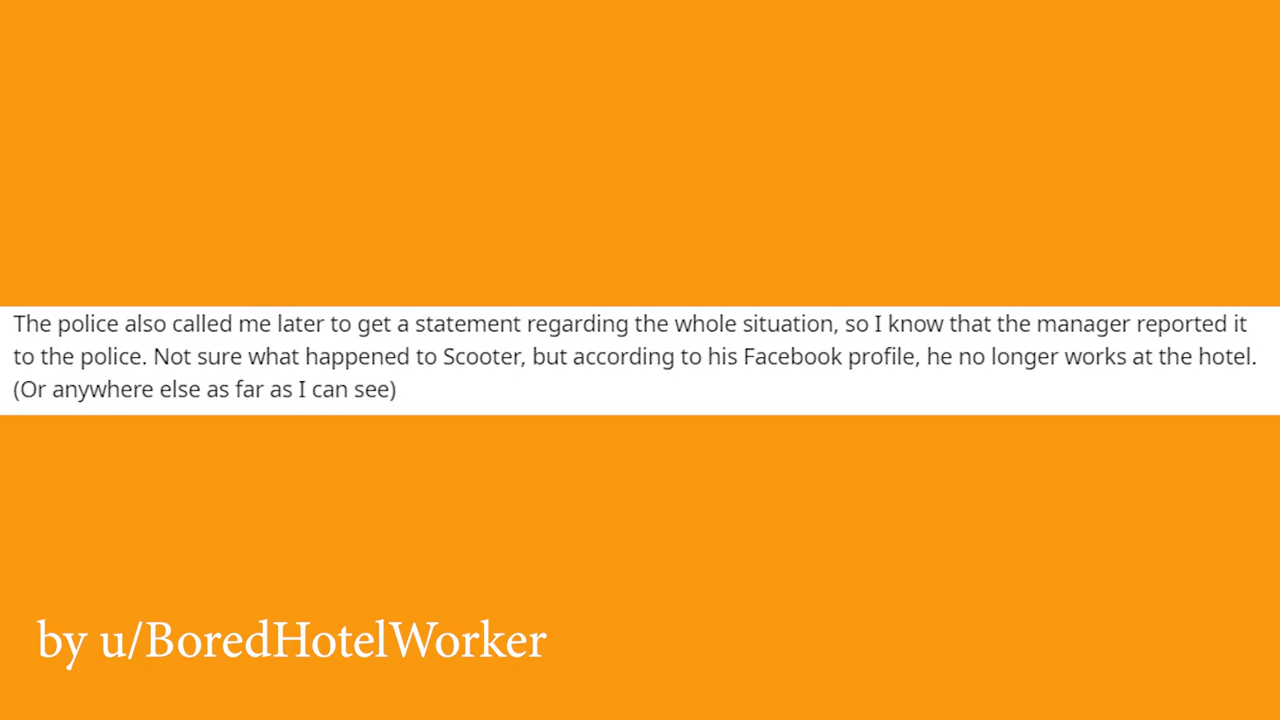 The police also called me later to get a statement regarding the whole situation, so I know that the manager reported it
to the police. Not sure what happened to Scooter, but according to his Facebook profile, he no longer works at the hotel.
(Or anywhere else as far as I can see)
by u/BoredHotelWorker